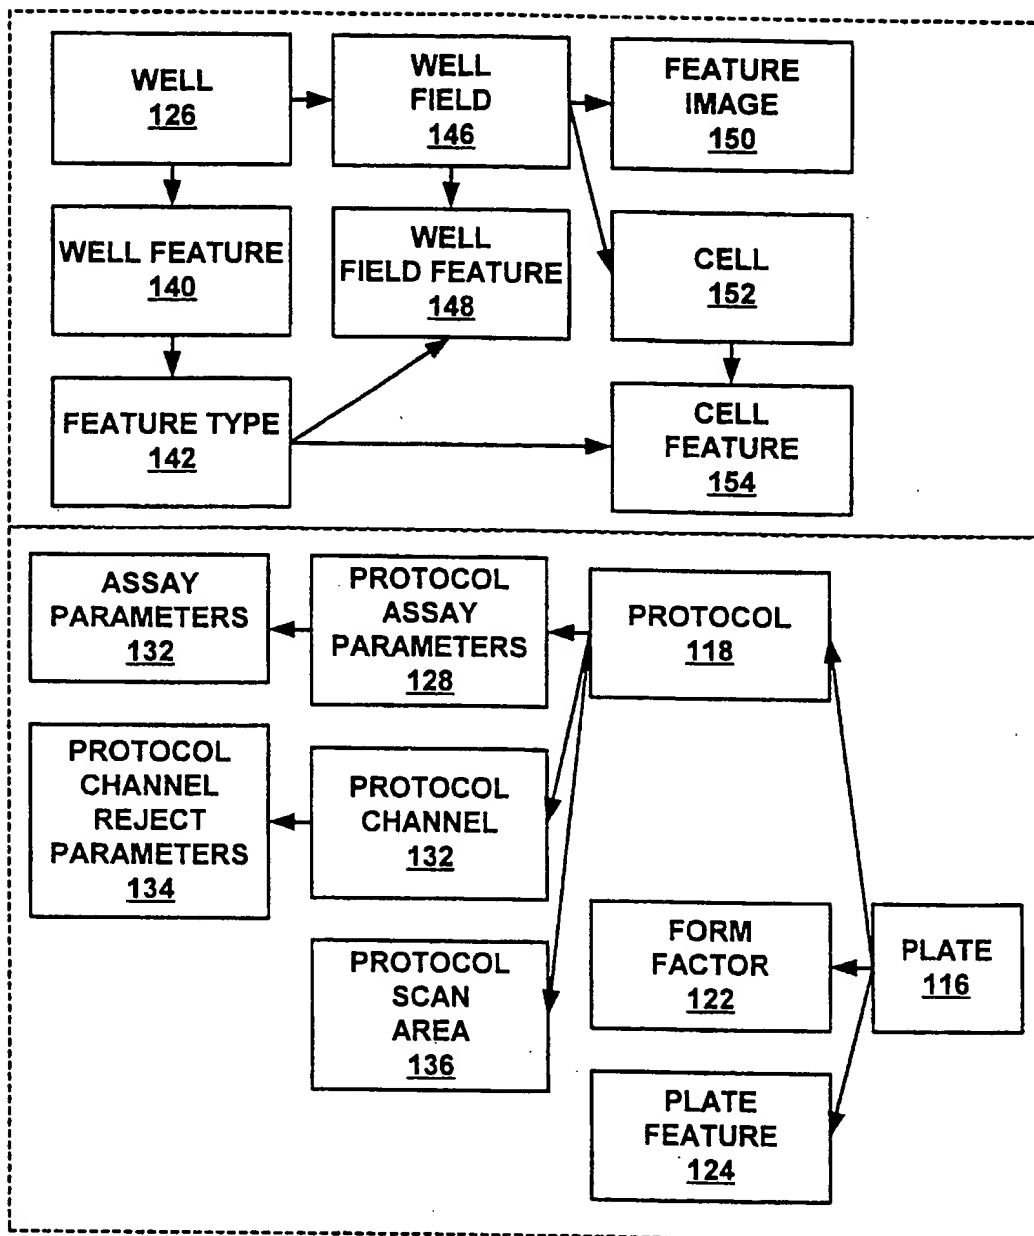 WELL
126
WELL
FIELD
146
FEATURE
IMAGE
150
WELL FEATURE
140
WELL
FIELD FEATURE
148
CELL
152
FEATURE TYPE
142
CELL
FEATURE
154
ASSAY
PARAMETERS
132
PROTOCOL
ASSAY
PARAMETERS
128
PROTOCOL
118
PROTOCOL
CHANNEL
REJECT
PARAMETERS
134
PROTOCOL
CHANNEL
132
PROTOCOL
SCAN
AREA
136
FORM
FACTOR
122
PLATE
116
PLATE
FEATURE
124